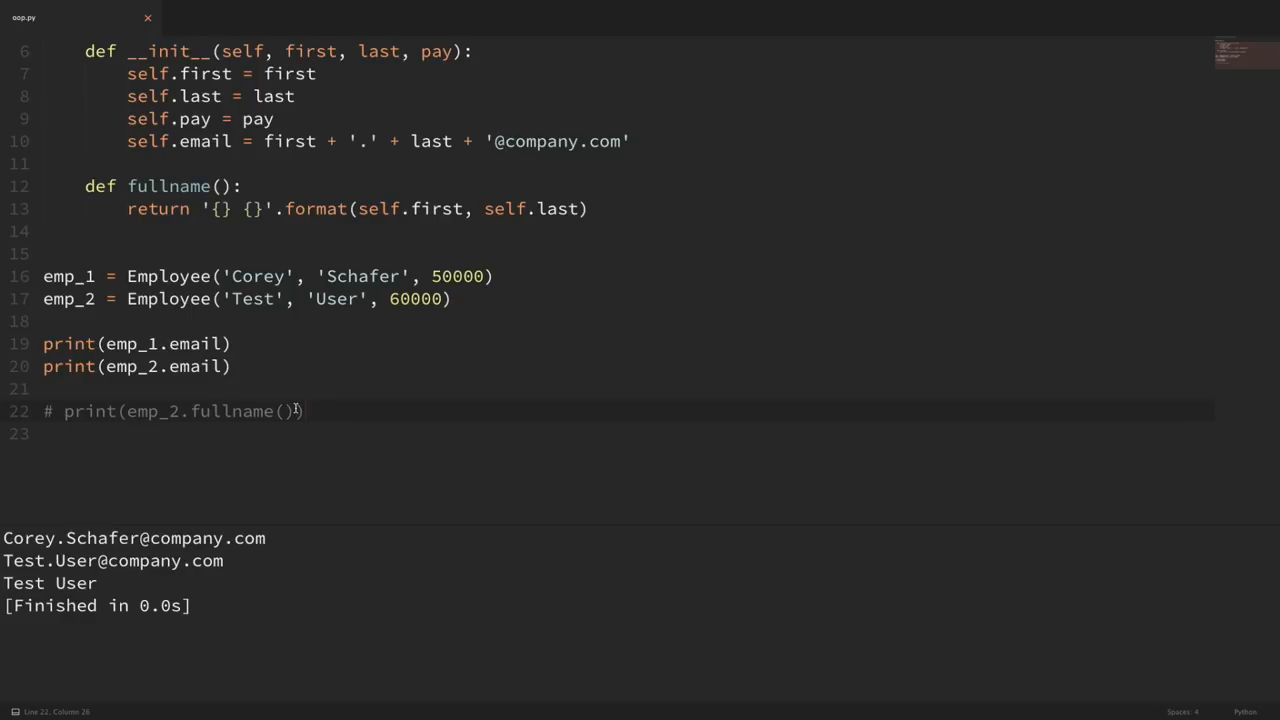 oop.py ×
6     def __init__(self, first, last, pay):
7         self.first = first
8         self.last = last
9         self.pay = pay
10         self.email = first + '.' + last + '@company.com'
11
12     def fullname():
13         return '{} {}'.format(self.first, self.last)
14
15
16 emp_1 = Employee('Corey', 'Schafer', 50000)
17 emp_2 = Employee('Test', 'User', 60000)
18
19 print(emp_1.email)
20 print(emp_2.email)
21
22 # print(emp_2.fullname())
23
Corey.Schafer@company.com
Test.User@company.com
Test User
[Finished in 0.0s]
Line 22, Column 26 Spaces: 4 Python